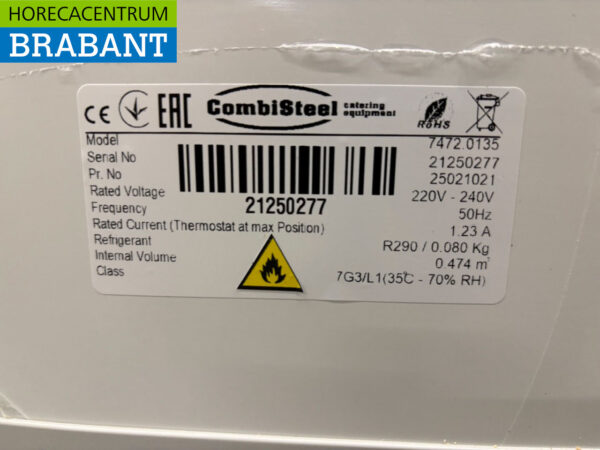 HORECACENTRUM
BRABANT
CE EAC CombiSteel catering equipment RoHS
Model 7472.0135
Serial No 21250277
Pr. No 25021021
Rated Voltage 220V - 240V
Frequency 21250277 50Hz
Rated Current (Thermostat at max Position) 1.23 A
Refrigerant R290 / 0.080 Kg
Internal Volume 0.474 m³
Class 7G3/L1(35℃ - 70% RH)